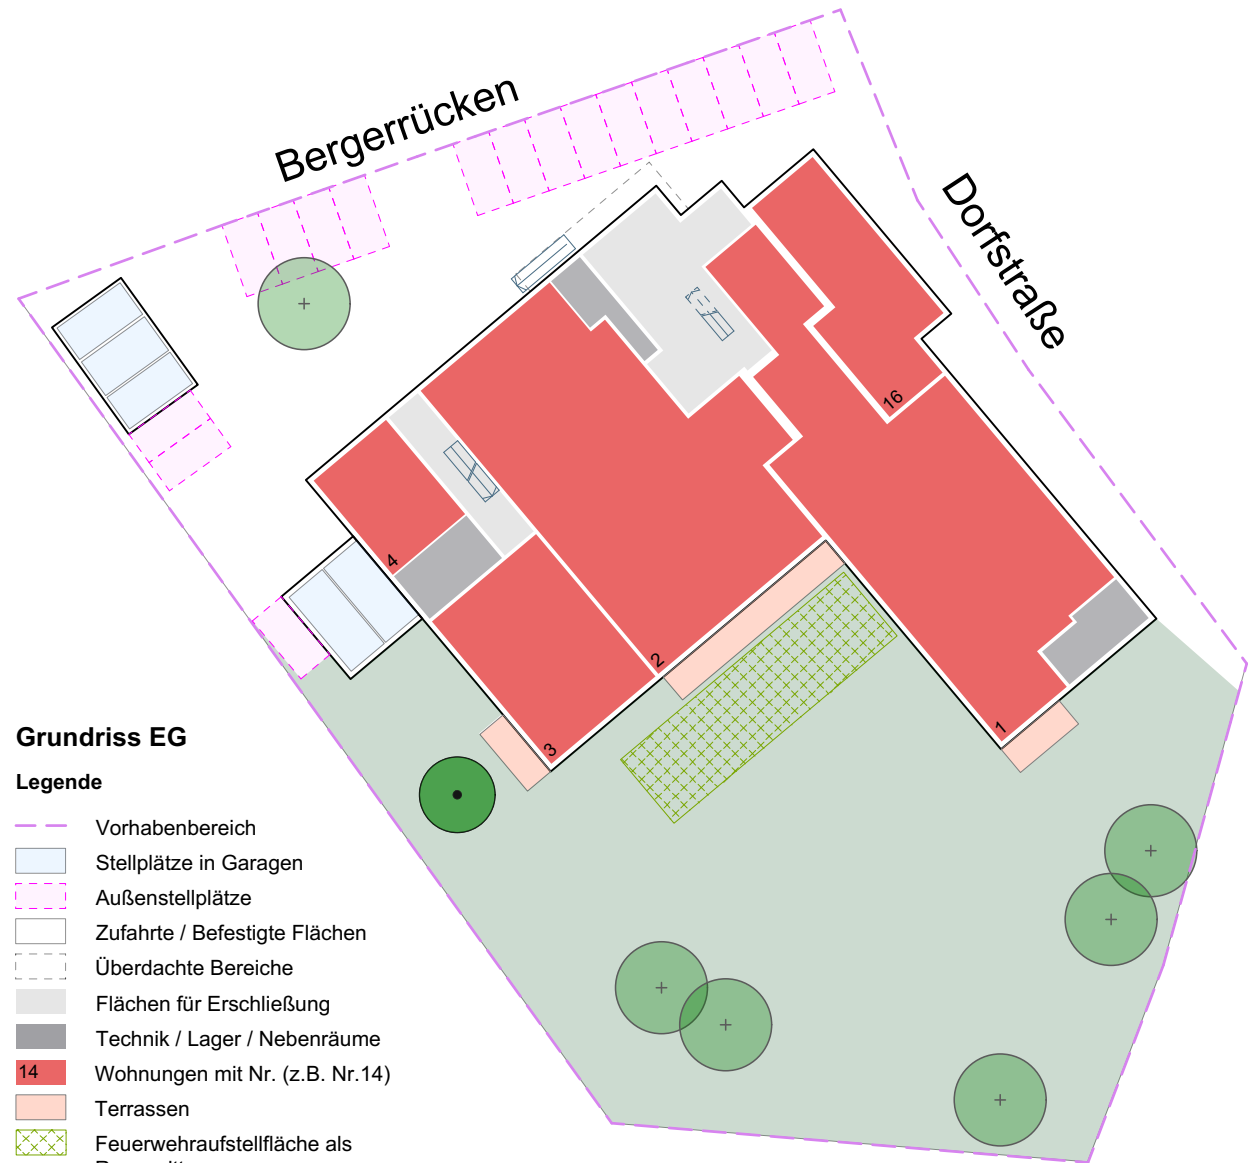 Bergerrücken
Dorfstraße
16
4
2
3
1
Grundriss EG
Legende
Vorhabenbereich
Stellplätze in Garagen
Außenstellplätze
Zufahrte / Befestigte Flächen
Überdachte Bereiche
Flächen für Erschließung
Technik / Lager / Nebenräume
14 Wohnungen mit Nr. (z.B. Nr.14)
Terrassen
Feuerwehraufstellfläche als